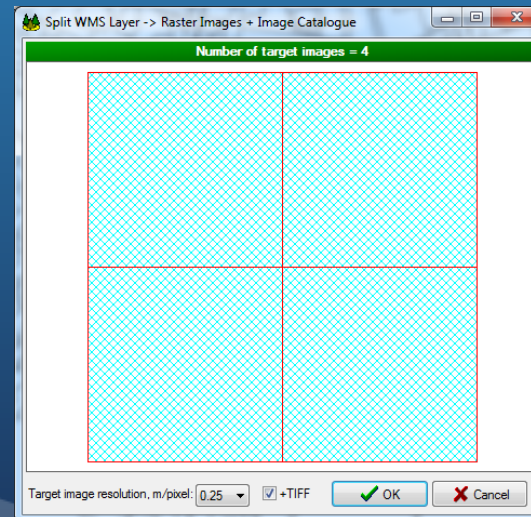 Split WMS Layer -> Raster Images + Image Catalogue
Number of target images = 4
Target image resolution, m/pixel: 0.25 +TIFF OK Cancel